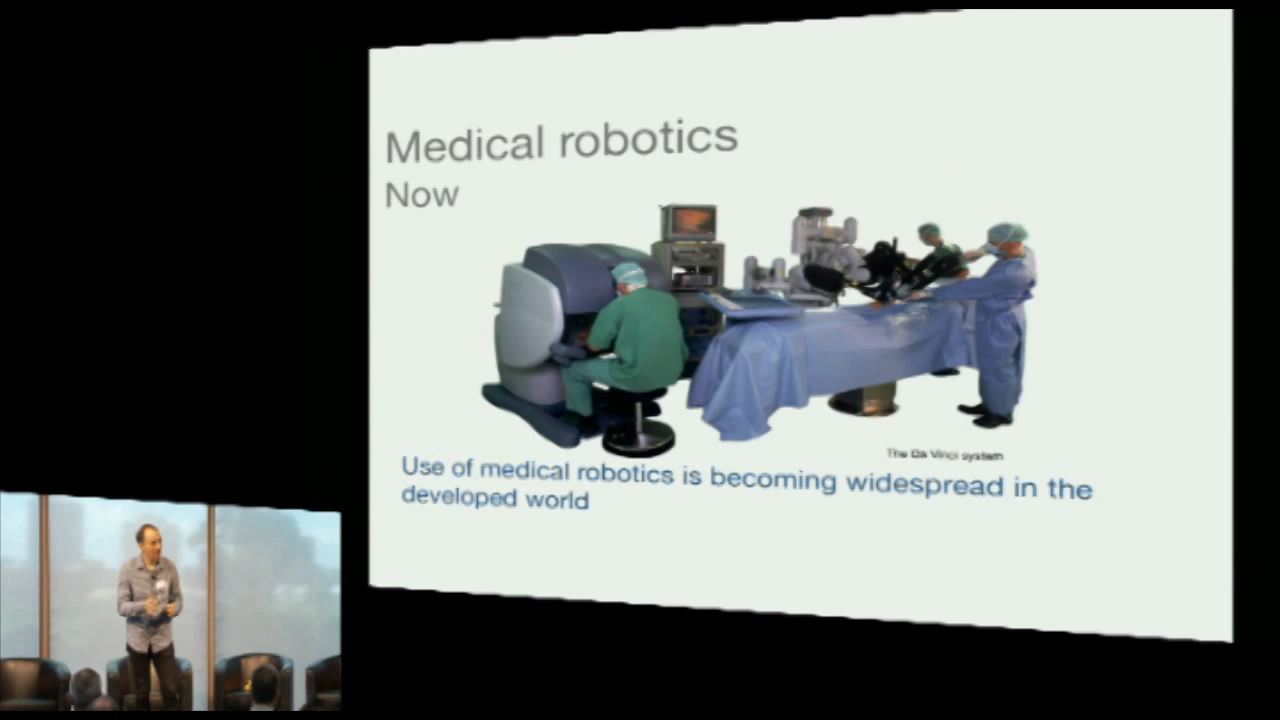 Medical robotics
Now
The Da Vinci system
Use of medical robotics is becoming widespread in the
developed world